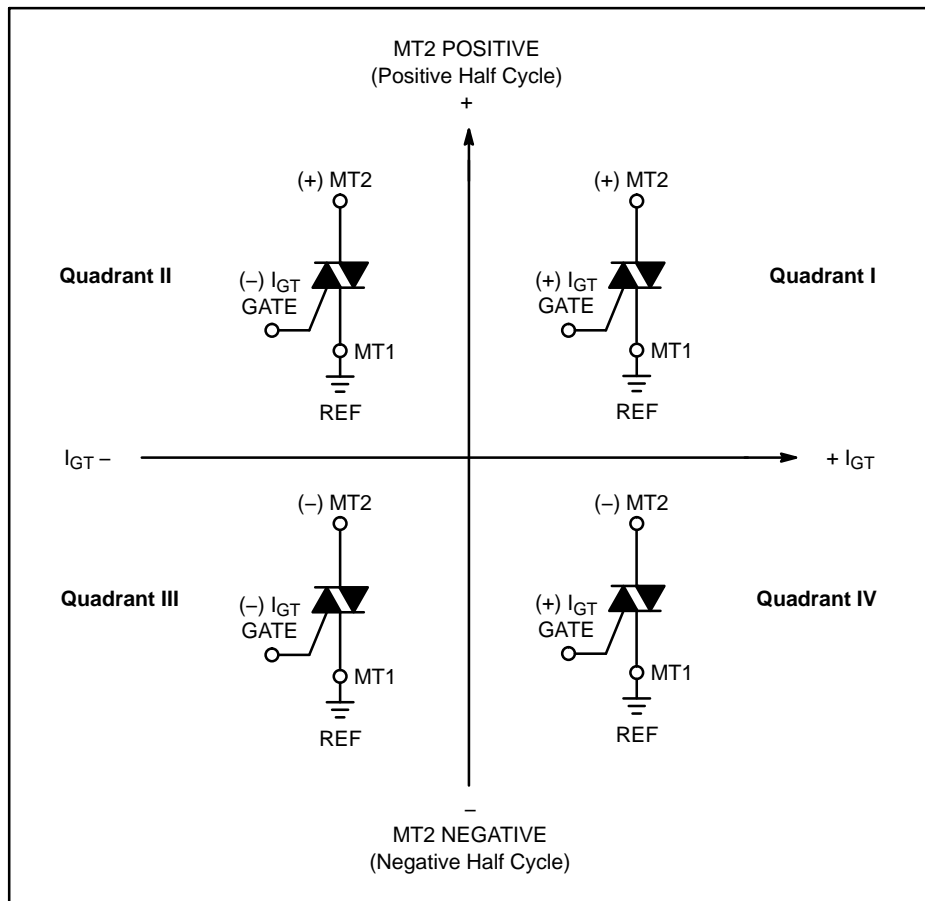 MT2 POSITIVE
(Positive Half Cycle)
+
(+) MT2
(+) MT2
Quadrant II
(–) IGT
GATE
(+) IGT
GATE
Quadrant I
MT1
MT1
REF
REF
IGT –
+ IGT
(–) MT2
(–) MT2
Quadrant III
(–) IGT
GATE
(+) IGT
GATE
Quadrant IV
MT1
MT1
REF
REF
–
MT2 NEGATIVE
(Negative Half Cycle)